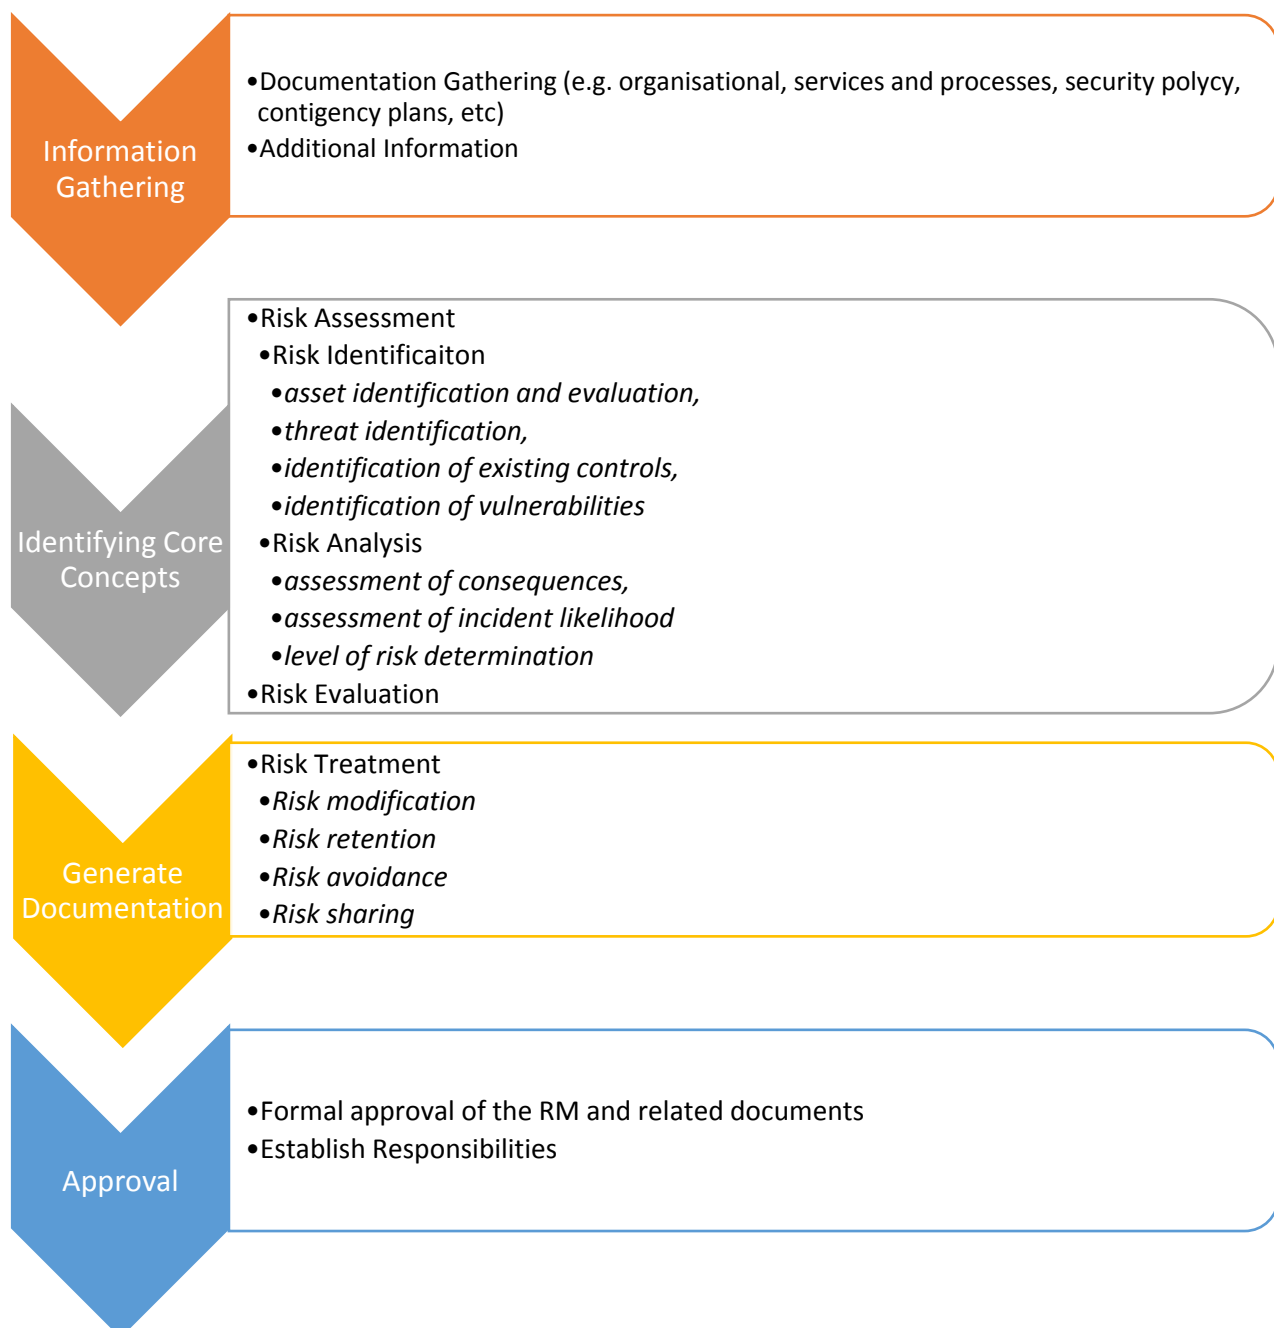 Information
Gathering
•Documentation Gathering (e.g. organisational, services and processes, security polycy,
contigency plans, etc)
•Additional Information
Identifying Core
Concepts
•Risk Assessment
•Risk Identificaiton
•asset identification and evaluation,
•threat identification,
•identification of existing controls,
•identification of vulnerabilities
•Risk Analysis
•assessment of consequences,
•assessment of incident likelihood
•level of risk determination
•Risk Evaluation
Generate
Documentation
•Risk Treatment
•Risk modification
•Risk retention
•Risk avoidance
•Risk sharing
Approval
•Formal approval of the RM and related documents
•Establish Responsibilities